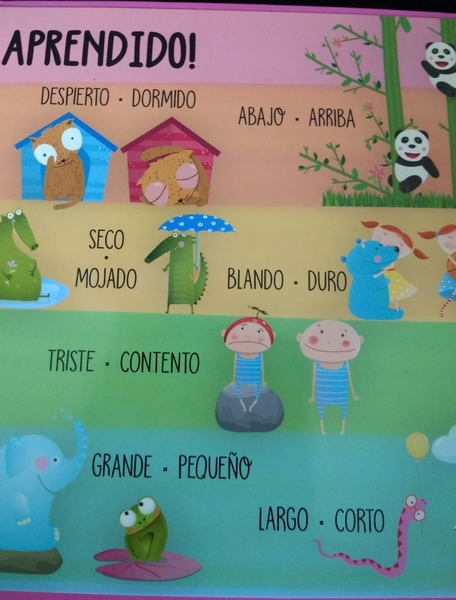 APRENDIDO!
DESPIERTO · DORMIDO
ABAJO · ARRIBA
SECO
·
MOJADO
BLANDO · DURO
TRISTE · CONTENTO
GRANDE · PEQUEÑO
LARGO · CORTO